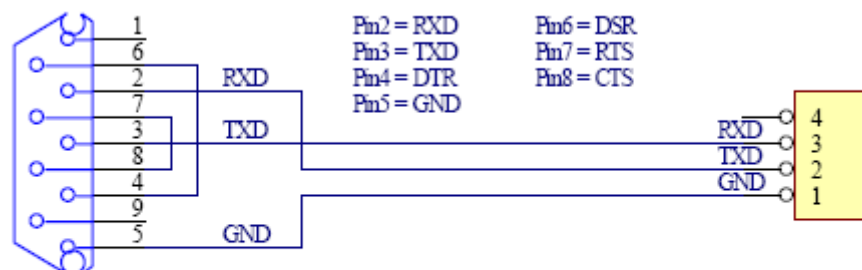 1
6
2
7
3
8
4
9
5
RXD
TXD
GND
Pin2 = RXD
Pin3 = TXD
Pin4 = DTR
Pin5 = GND
Pin6 = DSR
Pin7 = RTS
Pin8 = CTS
RXD
TXD
GND
4
3
2
1